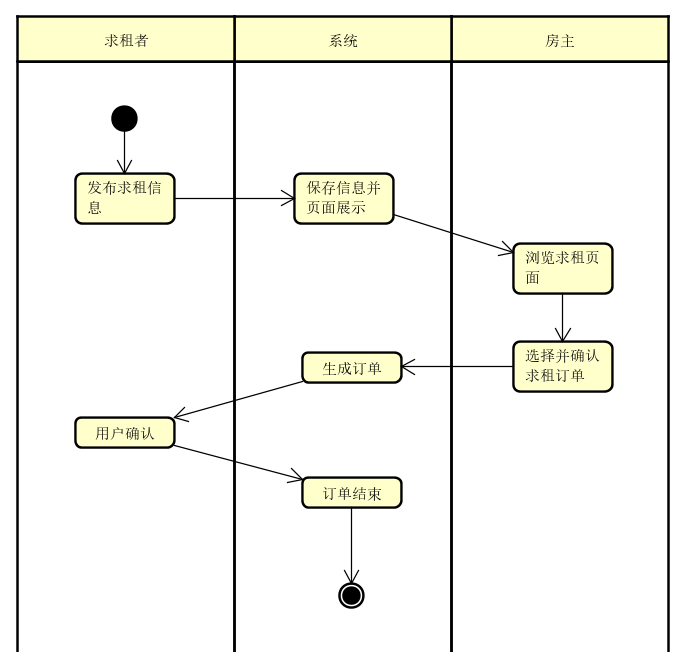 求租者
系统
房主
发布求租信
息
保存信息并
页面展示
浏览求租页
面
选择并确认
求租订单
生成订单
用户确认
订单结束